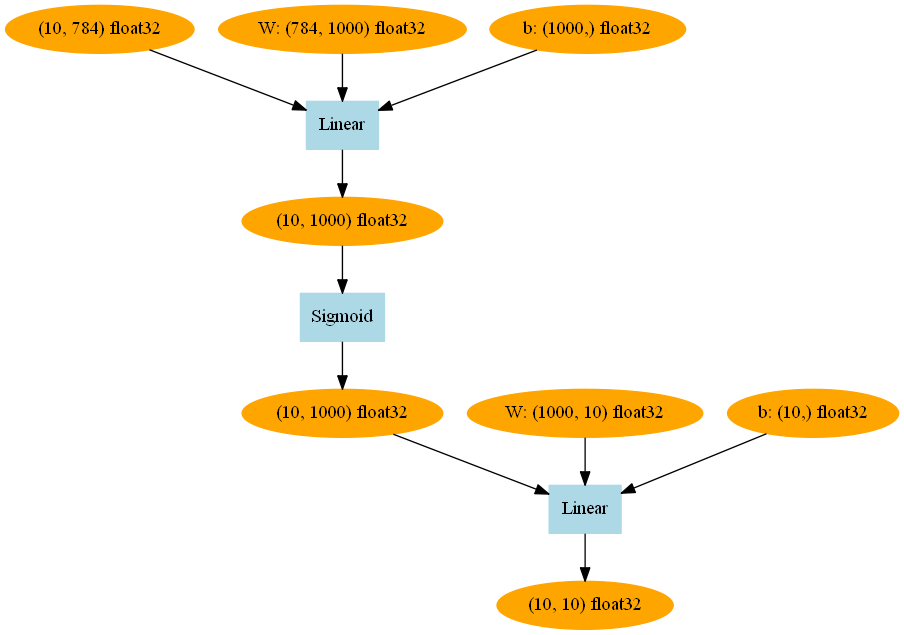 (10, 784) float32
W: (784, 1000) float32
b: (1000,) float32
Linear
(10, 1000) float32
Sigmoid
(10, 1000) float32
W: (1000, 10) float32
b: (10,) float32
Linear
(10, 10) float32